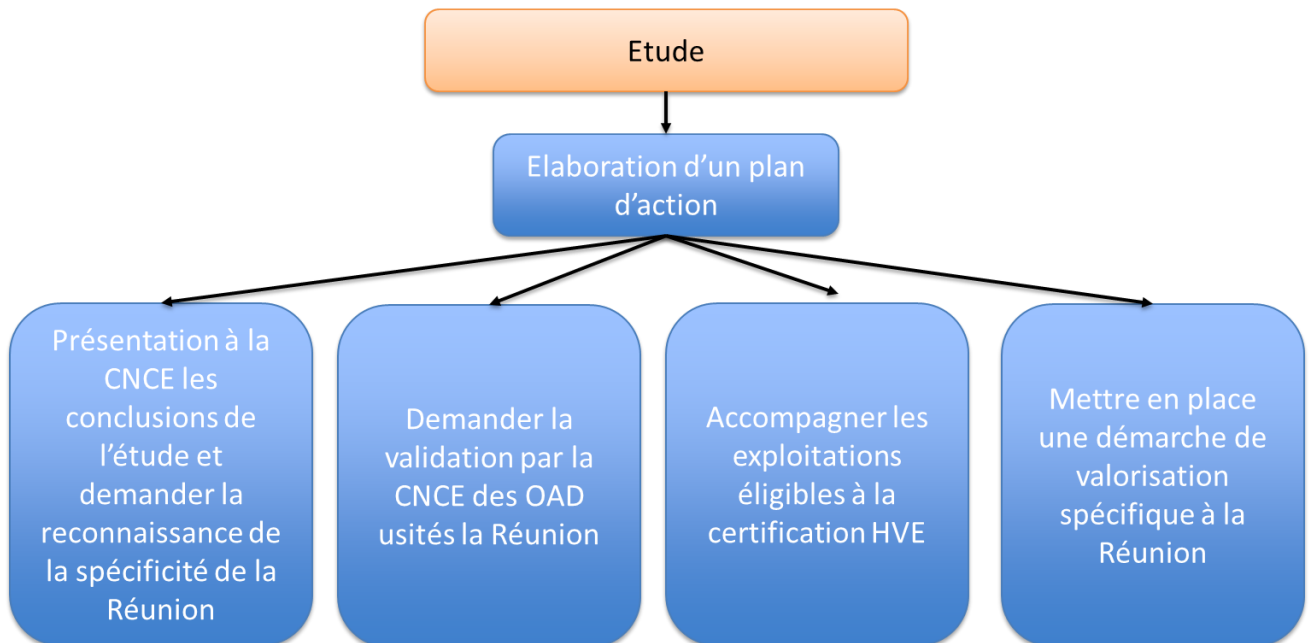 Etude
Elaboration d'un plan
d'action
Présentation à la
CNCE les
conclusions de
l'étude et
demander la
reconnaissance de
la spécificité de la
Réunion
Demander la
validation par la
CNCE des OAD
usités la Réunion
Accompagner les
exploitations
éligibles à la
certification HVE
Mettre en place
une démarche de
valorisation
spécifique à la
Réunion